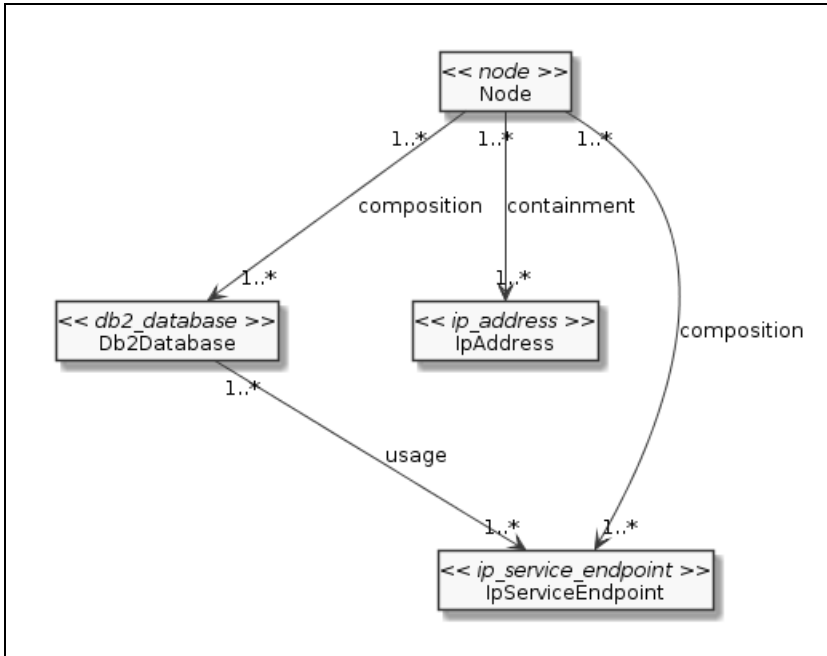 << node >>
Node
1..*
1..*
1..*
composition
containment
1..*
1..*
<< db2_database >>
Db2Database
<< ip_address >>
IpAddress
composition
1..*
usage
1..*
1..*
<< ip_service_endpoint >>
IpServiceEndpoint